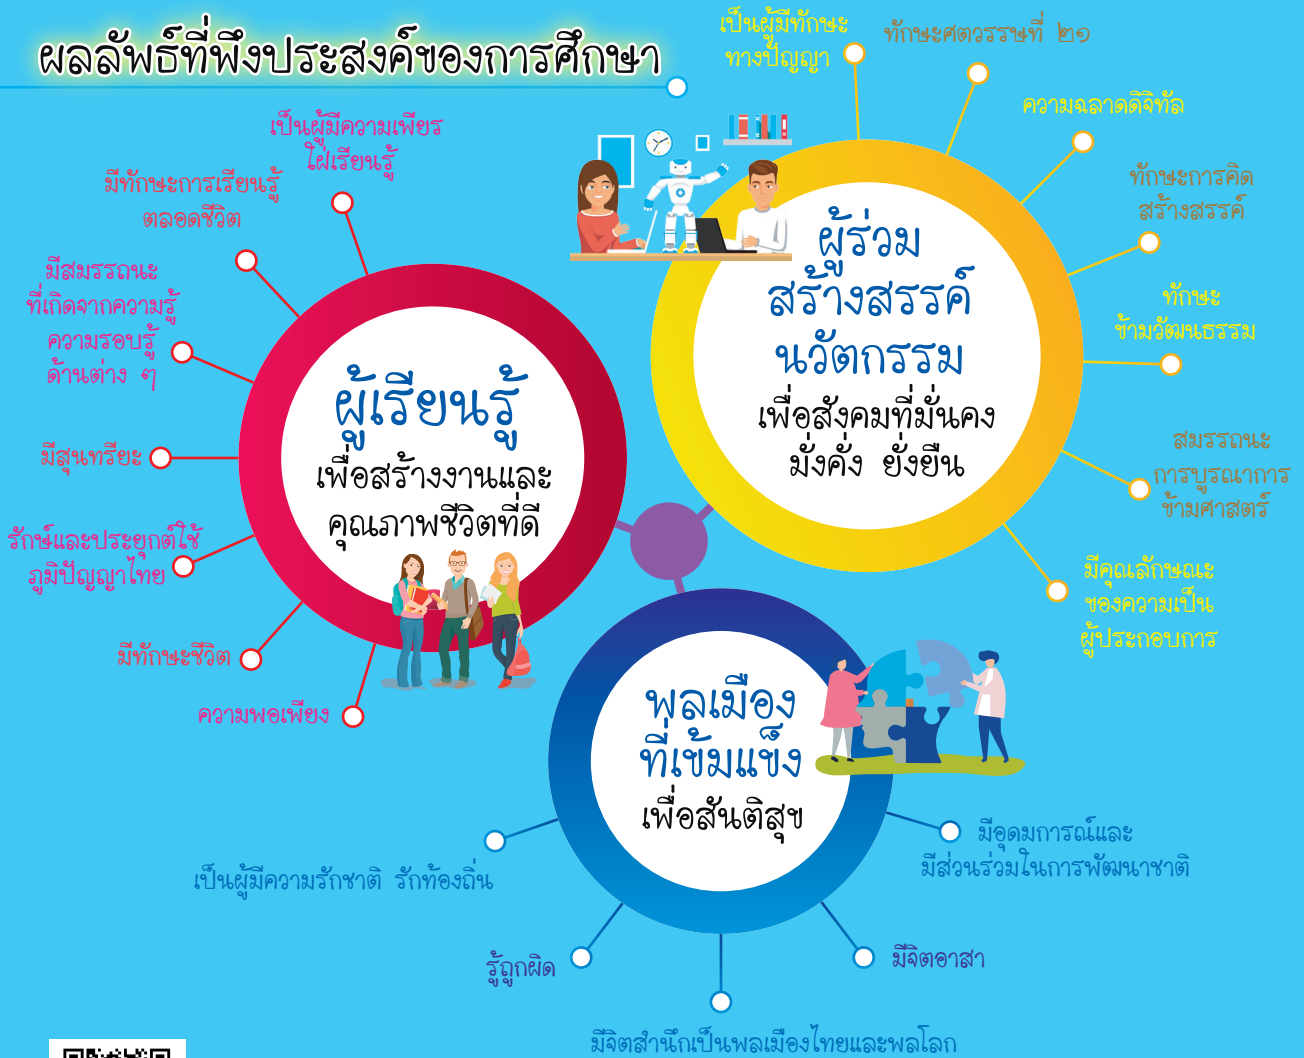 ผลลัพธ์ที่พึงประสงค์ของการศึกษา
เป็นผู้มีความเพียร
ใฝ่เรียนรู้
มีทักษะการเรียนรู้
ตลอดชีวิต
มีสมรรถนะ
ที่เกิดจากความรู้
ความรอบรู้
ด้านต่าง ๆ
มีสุนทรียะ
รักษ์และประยุกต์ใช้
ภูมิปัญญาไทย
มีทักษะชีวิต
ความพอเพียง
ผู้เรียนรู้
เพื่อสร้างงานและ
คุณภาพชีวิตที่ดี
เป็นผู้มีทักษะ
ทางปัญญา
ทักษะศตวรรษที่ ๒๑
ความฉลาดดิจิทัล
ทักษะการคิด
สร้างสรรค์
ทักษะ
ข้ามวัฒนธรรม
สมรรถนะ
การบูรณาการ
ข้ามศาสตร์
มีคุณลักษณะ
ของความเป็น
ผู้ประกอบการ
ผู้ร่วม
สร้างสรรค์
นวัตกรรม
เพื่อสังคมที่มั่นคง
มั่งคั่ง ยั่งยืน
พลเมือง
ที่เข้มแข็ง
เพื่อสันติสุข
เป็นผู้มีความรักชาติ รักท้องถิ่น
รู้ถูกผิด
มีจิตสำนึกเป็นพลเมืองไทยและพลโลก
มีจิตอาสา
มีอุดมการณ์และ
มีส่วนร่วมในการพัฒนาชาติ